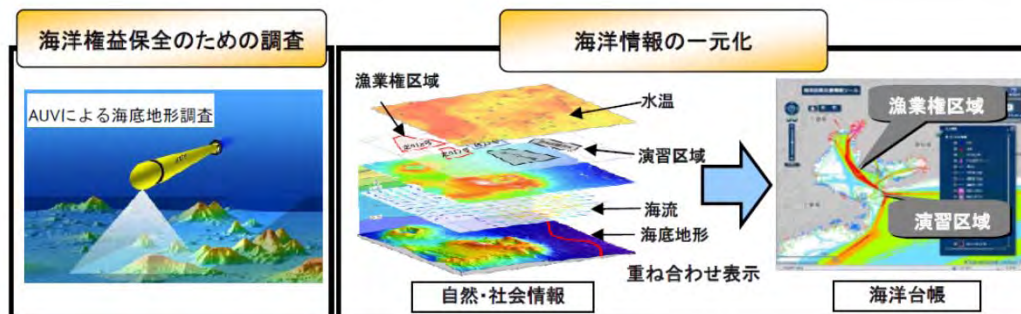 海洋権益保全のための調査
AUVによる海底地形調査
海洋情報の一元化
漁業権区域
水温
演習区域
海流
海底地形
重ね合わせ表示
自然・社会情報
漁業権区域
演習区域
海洋台帳